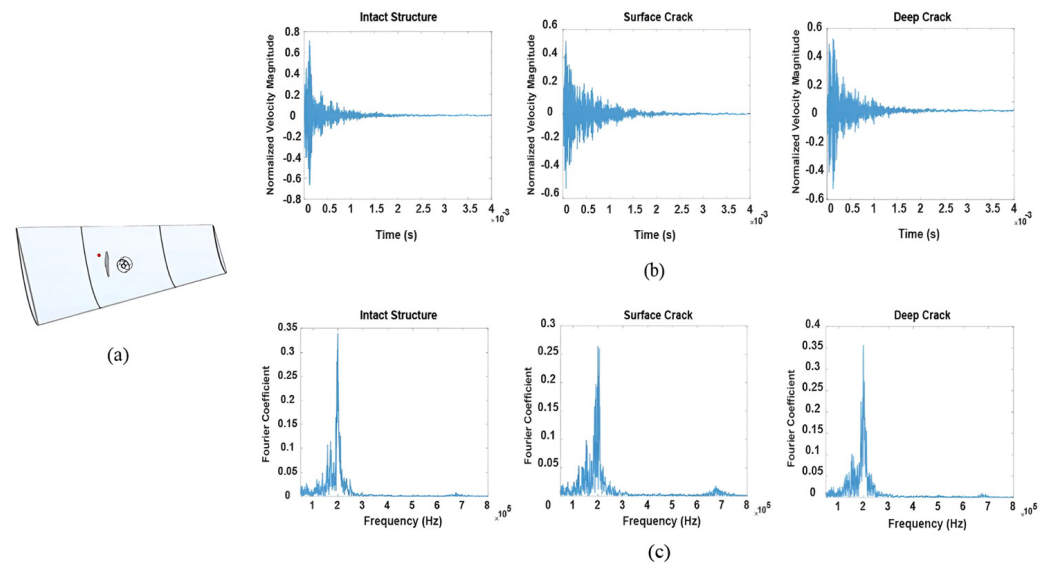 Intact Structure
Normalized Velocity Magnitude
0.8
0.6
0.4
0.2
0
-0.2
-0.4
-0.6
-0.8
0 0.5 1 1.5 2 2.5 3 3.5 4
×10⁻³
Time (s)
Surface Crack
Normalized Velocity Magnitude
0.6
0.4
0.2
0
-0.2
-0.4
-0.6
0 0.5 1 1.5 2 2.5 3 3.5 4
×10⁻³
Time (s)
Deep Crack
Normalized Velocity Magnitude
0.6
0.4
0.2
0
-0.2
-0.4
0.6
0 0.5 1 1.5 2 2.5 3 3.5 4
×10⁻³
Time (s)
(b)
(a)
Intact Structure
Fourier Coefficient
0.35
0.3
0.25
0.2
0.15
0.1
0.05
0
1 2 3 4 5 6 7 8
×10⁵
Frequency (Hz)
Surface Crack
Fourier Coefficient
0.3
0.25
0.2
0.15
0.1
0.05
0 1 2 3 4 5 6 7 8
×10⁵
Frequency (Hz)
Deep Crack
Fourier Coefficient
0.4
0.35
0.3
0.25
0.2
0.15
0.1
0.05
0
1 2 3 4 5 6 7 8
×10⁵
Frequency (Hz)
(c)